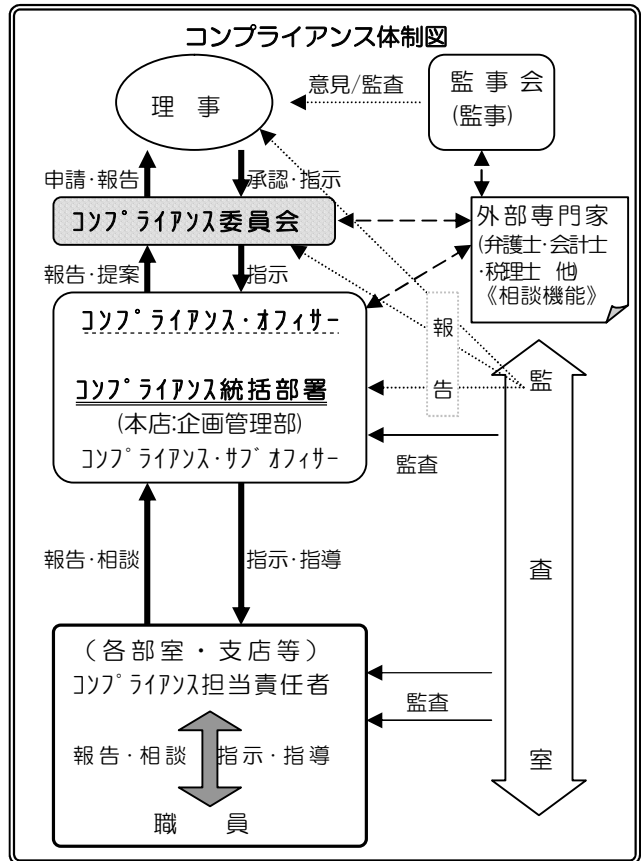 コンプライアンス体制図
理　事
意見/監査
監 事 会
(監事)
申請･報告
承認･指示
ｺﾝﾌﾟﾗｲｱﾝｽ委員会
外部専門家
(弁護士･会計士
･税理士　他)
《相談機能》
報告･提案
指示
ｺﾝﾌﾟﾗｲｱﾝｽ･ｵﾌｨｻｰ
報
告
ｺﾝﾌﾟﾗｲｱﾝｽ統括部署
(本店:企画管理部)
ｺﾝﾌﾟﾗｲｱﾝｽ･ｻﾌﾞｵﾌｨｻｰ
監査
監
査
室
報告･相談
指示･指導
（各部室・支店等）
ｺﾝﾌﾟﾗｲｱﾝｽ担当責任者
監査
報告･相談
指示･指導
職　員